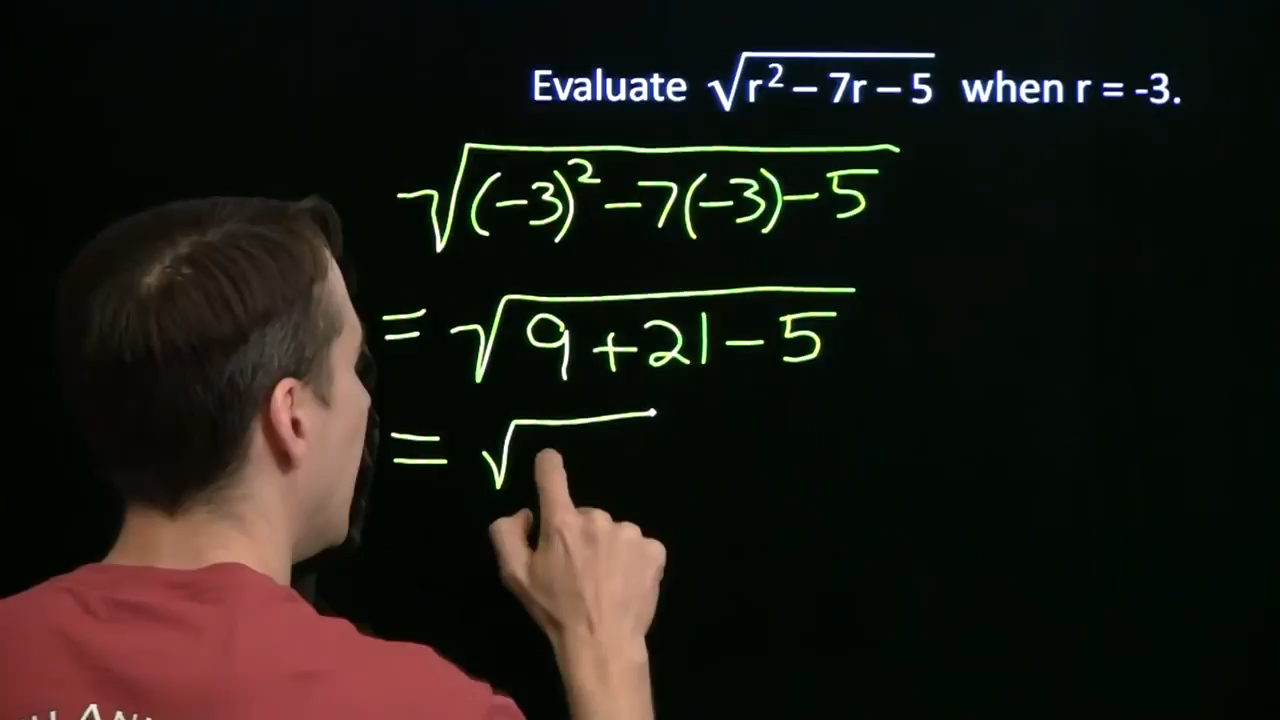 Evaluate √(r² – 7r – 5) when r = -3.
√((-3)² -7(-3)-5)
= √(9+21-5)
= √